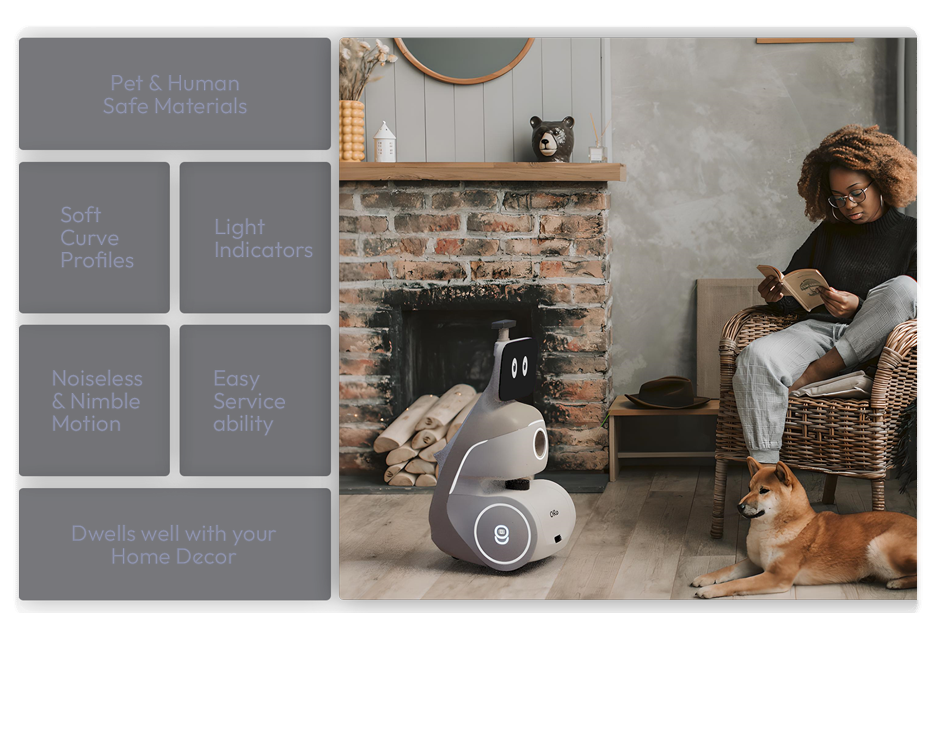 Pet & Human
Safe Materials
Soft
Curve
Profiles
Light
Indicators
Noiseless
& Nimble
Motion
Easy
Service
ability
Dwells well with your
Home Decor